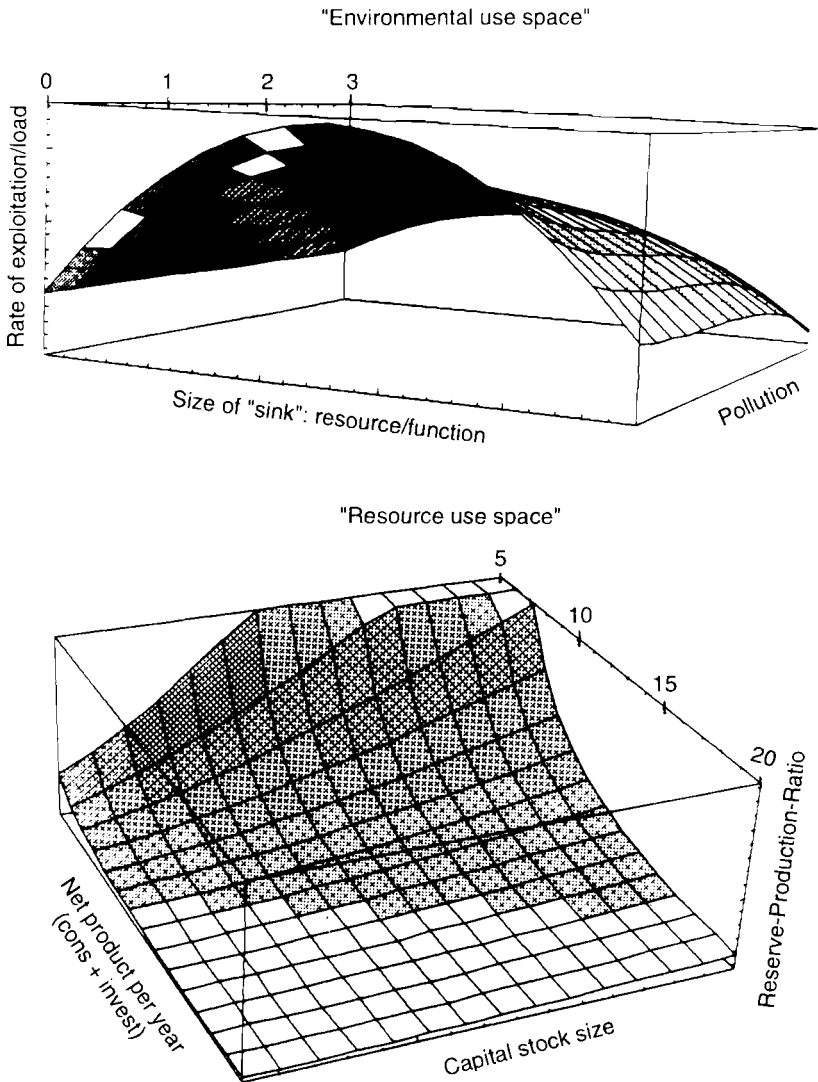 "Environmental use space"
0 1 2 3
Rate of exploitation/load
Size of "sink": resource/function
Pollution
"Resource use space"
5
10
15
20
Net product per year
(cons + invest)
Capital stock size
Reserve-Production-Ratio